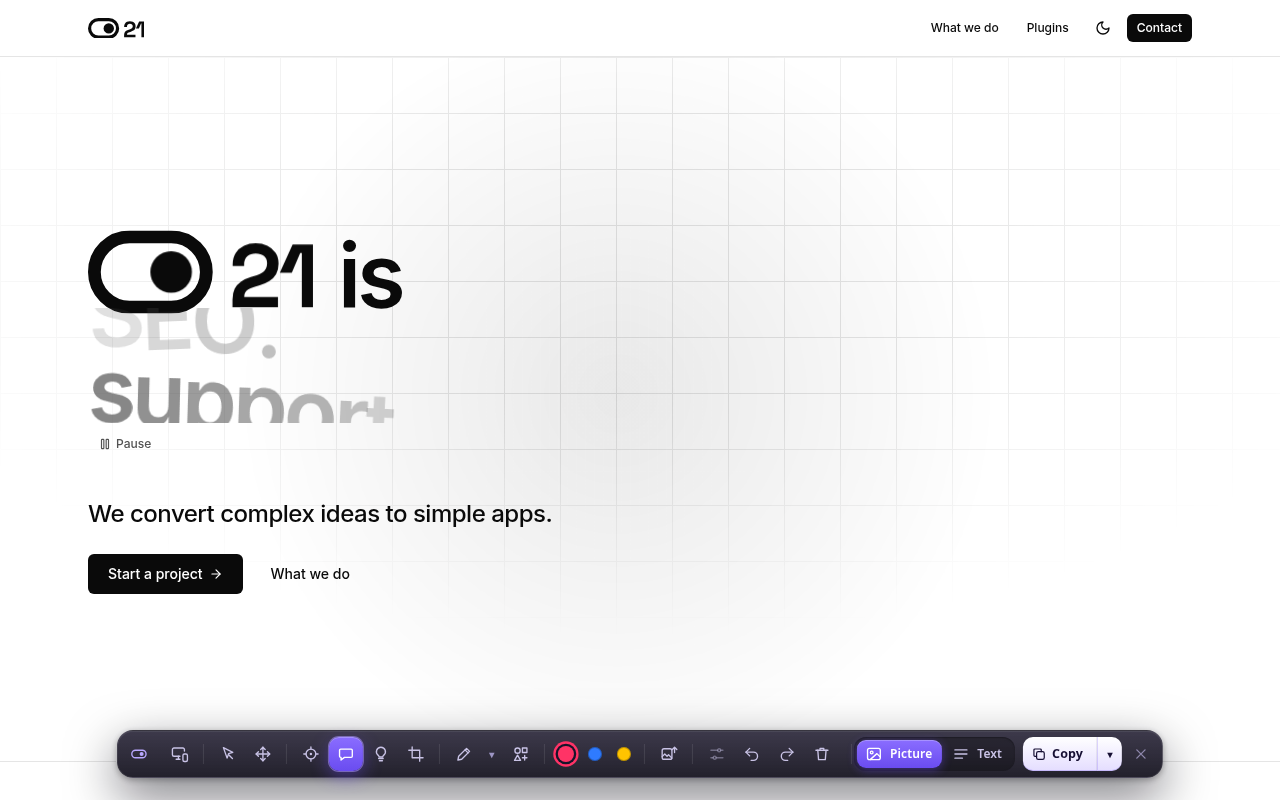 21
What we do
Plugins
Contact
21 is
SEO.
Support
Pause
We convert complex ideas to simple apps.
Start a project →
What we do
Picture
Text
Copy